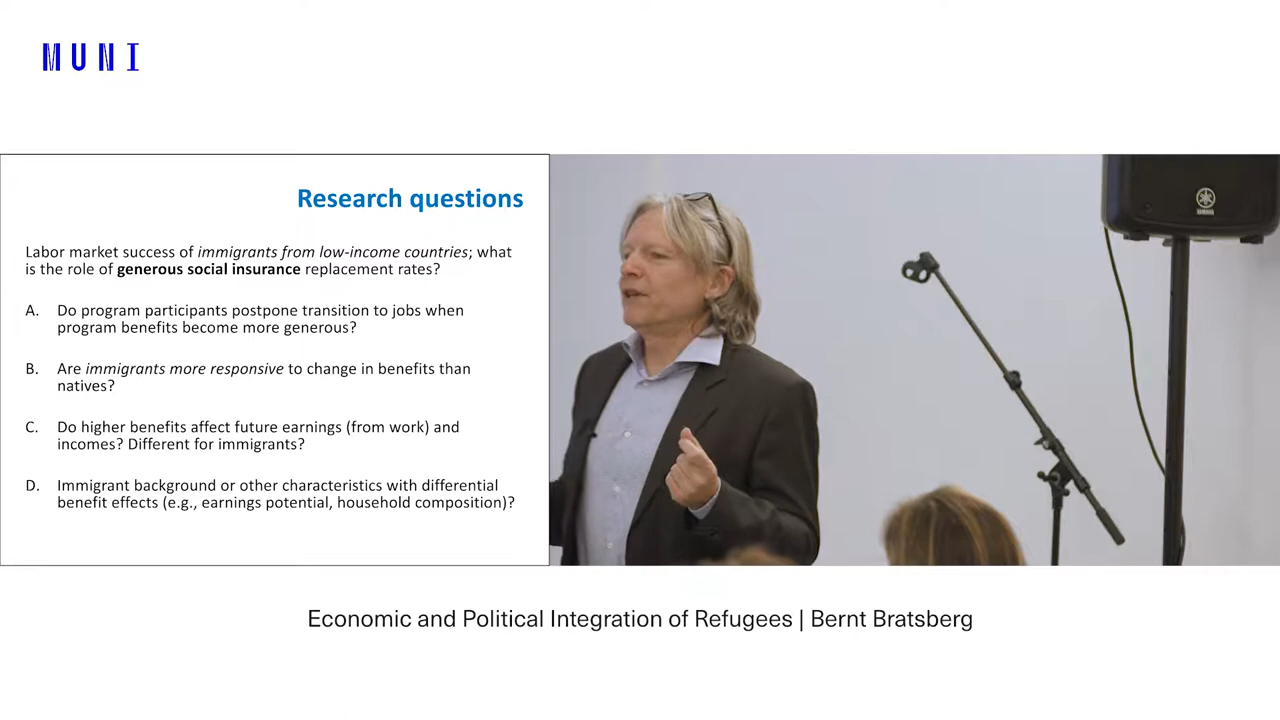 MUNI
Research questions
Labor market success of immigrants from low-income countries; what
is the role of generous social insurance replacement rates?
A. Do program participants postpone transition to jobs when
program benefits become more generous?
B. Are immigrants more responsive to change in benefits than
natives?
C. Do higher benefits affect future earnings (from work) and
incomes? Different for immigrants?
D. Immigrant background or other characteristics with differential
benefit effects (e.g., earnings potential, household composition)?
YAMAHA
Economic and Political Integration of Refugees | Bernt Bratsberg